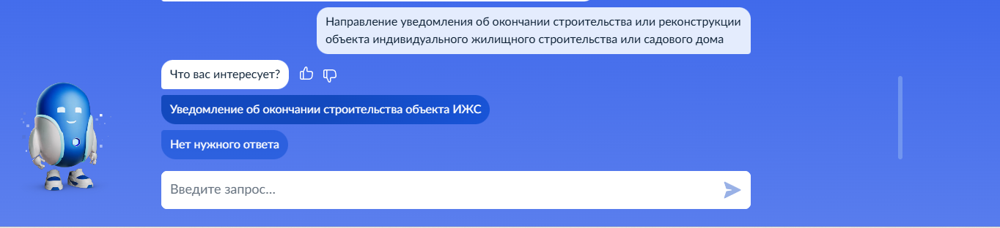 Направление уведомления об окончании строительства или реконструкции
объекта индивидуального жилищного строительства или садового дома
Что вас интересует?
Уведомление об окончании строительства объекта ИЖС
Нет нужного ответа
Введите запрос...